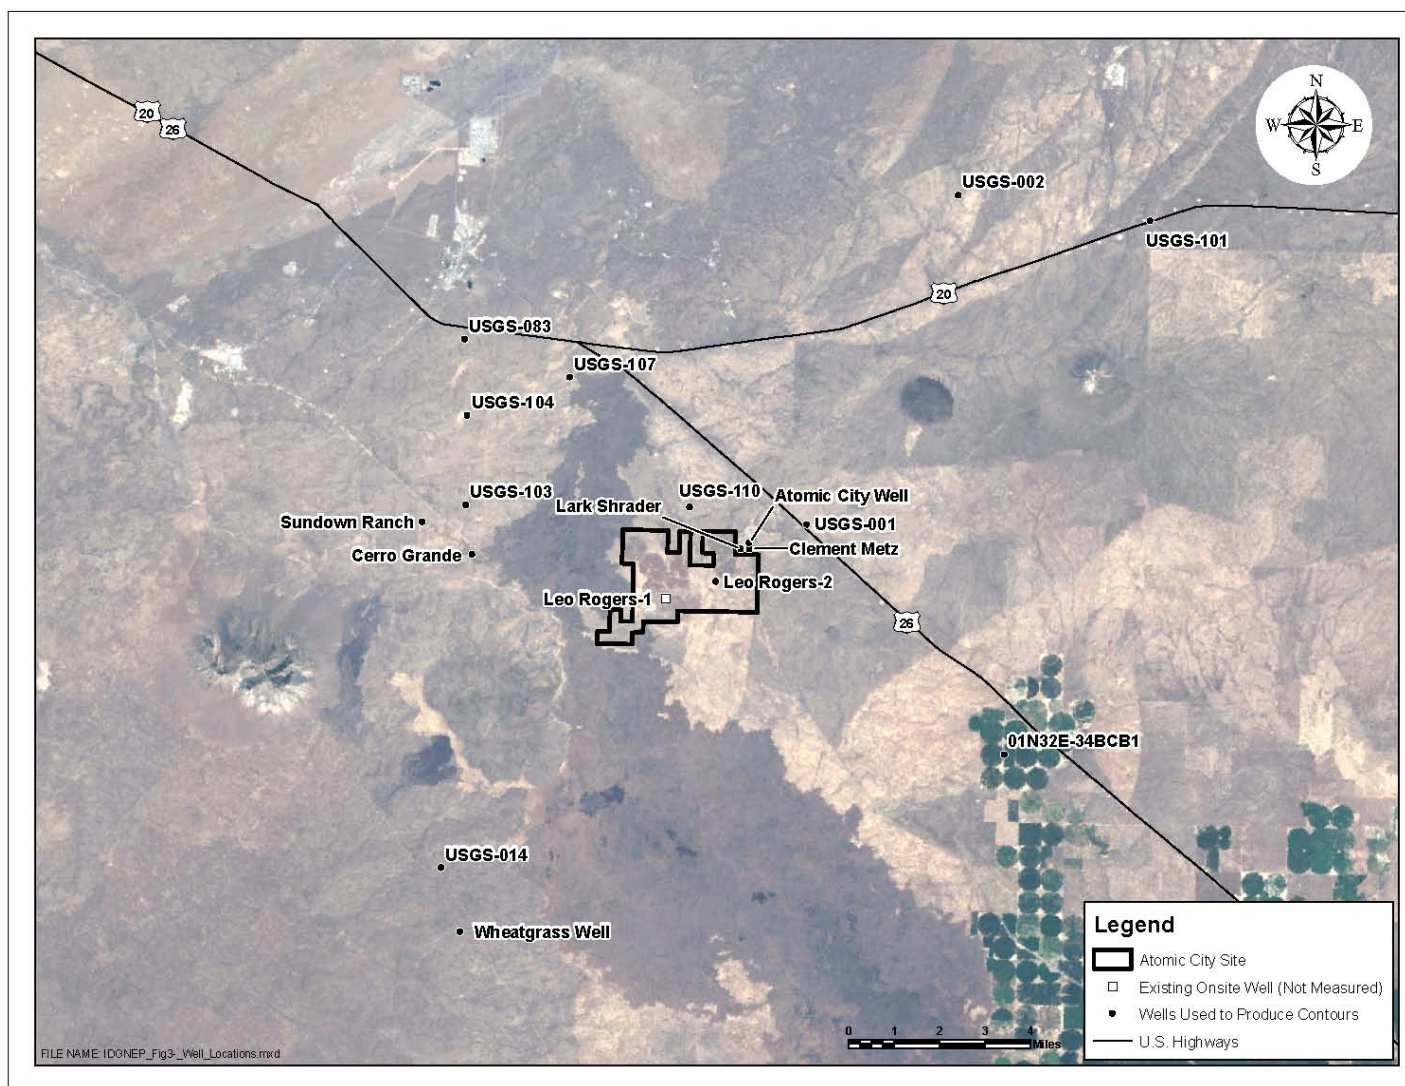 N
W E
S
20
26
USGS-002
USGS-101
20
USGS-083
USGS-107
USGS-104
USGS-103
USGS-110
Atomic City Well
Lark Shrader
Sundown Ranch
USGS-001
Cerro Grande
Clement Metz
Leo Rogers-2
Leo Rogers-1
26
01N32E-34BCB1
USGS-014
Wheatgrass Well
Legend
Atomic City Site
Existing Onsite Well (Not Measured)
Wells Used to Produce Contours
U.S. Highways
0 1 2 3 4
Miles
FILE NAME: IDGNEP_Fig3-_Well_Locations.mxd